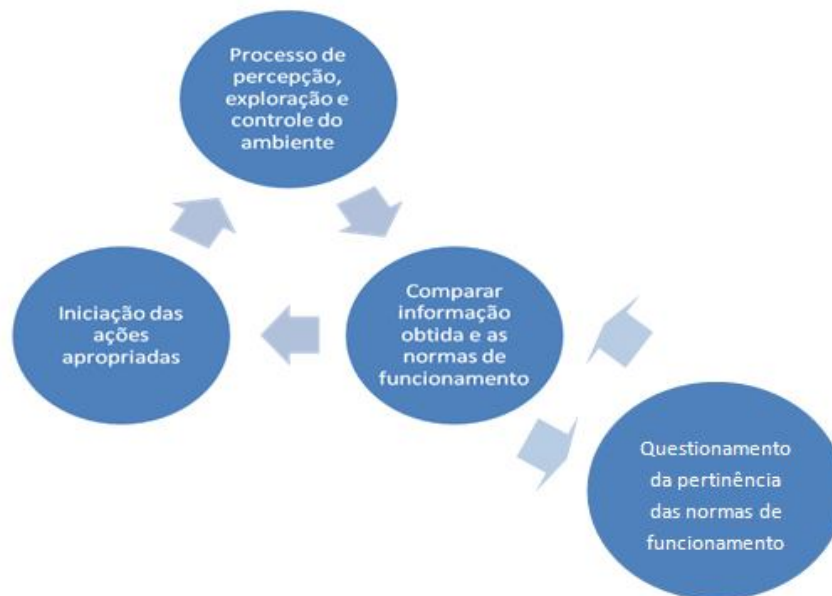 Processo de
percepção,
exploração e
controle do
ambiente
Iniciação das
ações
apropriadas
Comparar
informação
obtida e as
normas de
funcionamento
Questionamento
da pertinência
das normas de
funcionamento